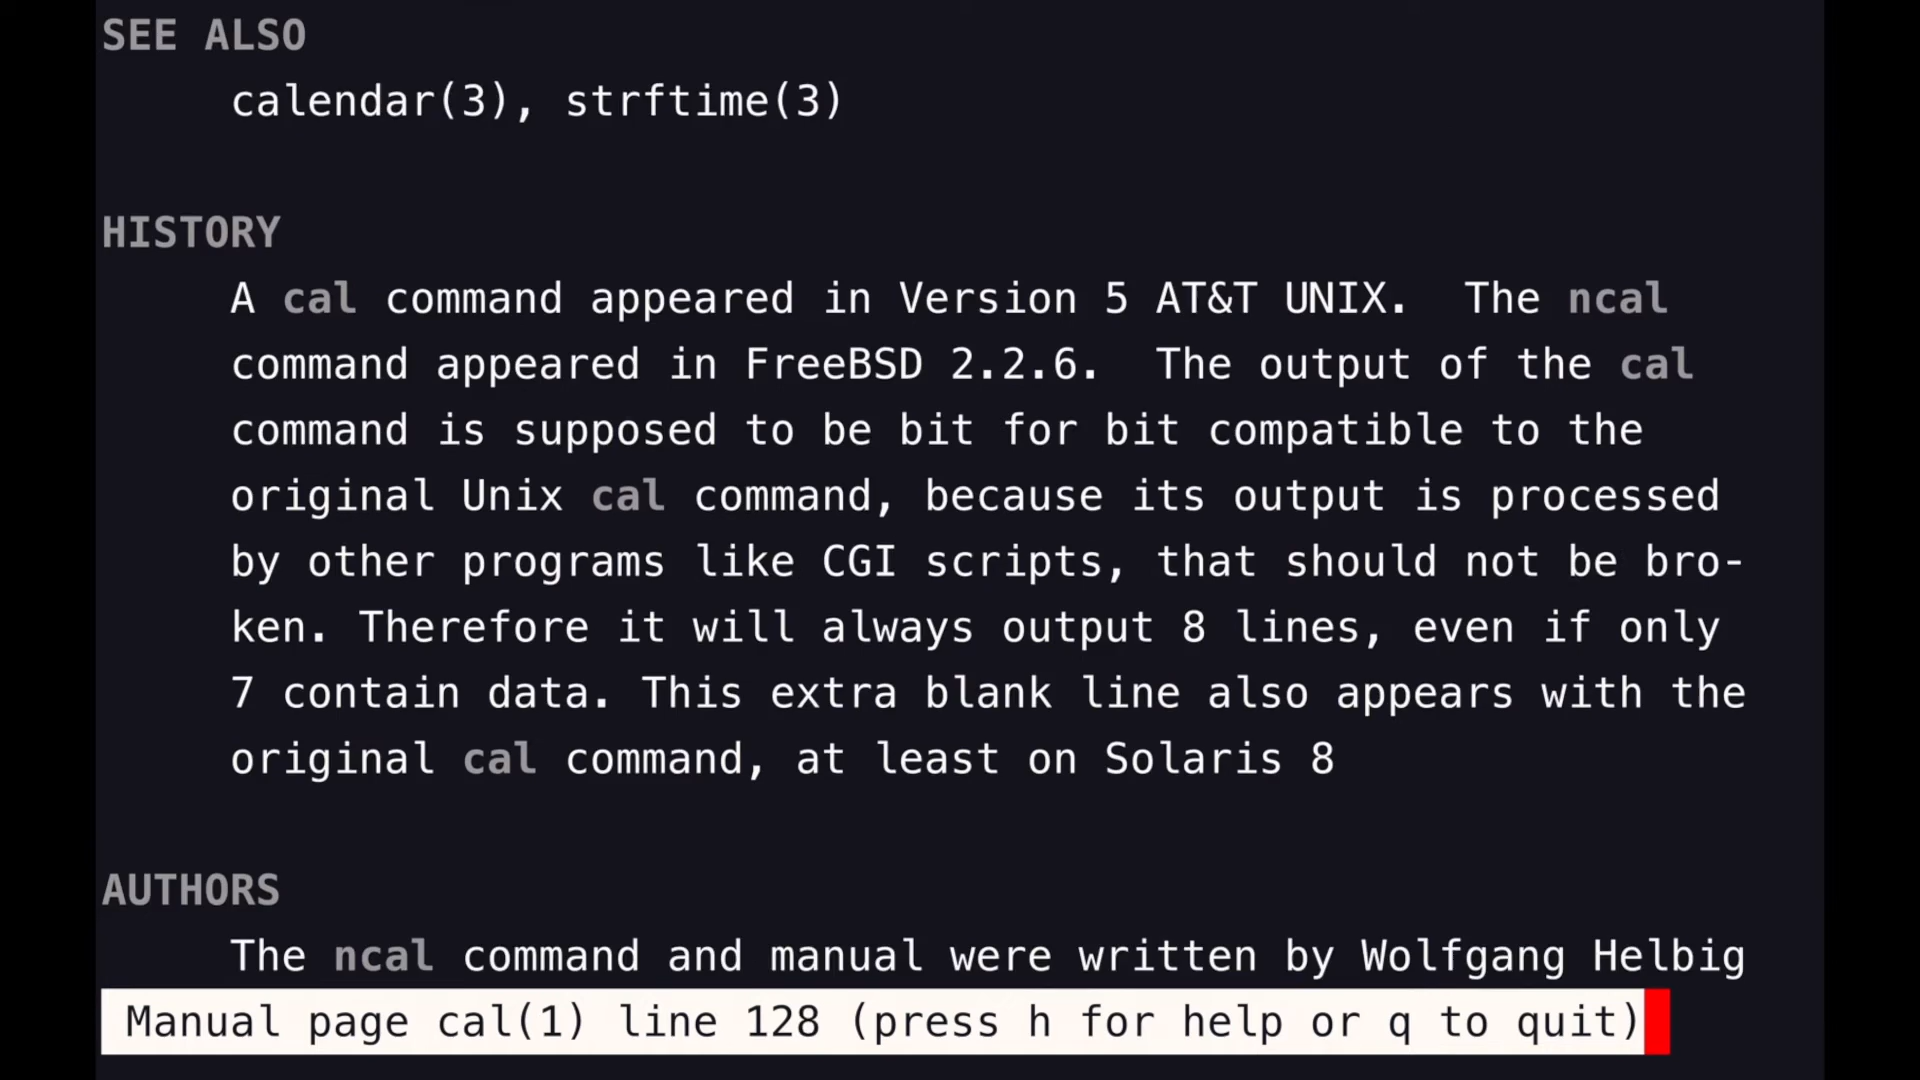 SEE ALSO
calendar(3), strftime(3)
HISTORY
A cal command appeared in Version 5 AT&T UNIX.  The ncal
command appeared in FreeBSD 2.2.6.  The output of the cal
command is supposed to be bit for bit compatible to the
original Unix cal command, because its output is processed
by other programs like CGI scripts, that should not be bro-
ken. Therefore it will always output 8 lines, even if only
7 contain data. This extra blank line also appears with the
original cal command, at least on Solaris 8
AUTHORS
The ncal command and manual were written by Wolfgang Helbig
Manual page cal(1) line 128 (press h for help or q to quit)